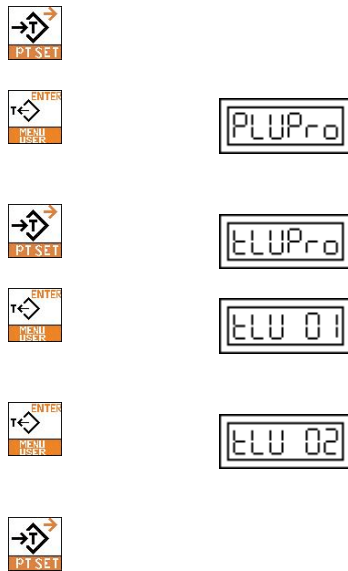 T
PT SET
ENTER
T
MENU
USER
PLUPro
T
PT SET
tLUPro
ENTER
T
MENU
USER
tLU 01
ENTER
T
MENU
USER
tLU 02
T
PT SET